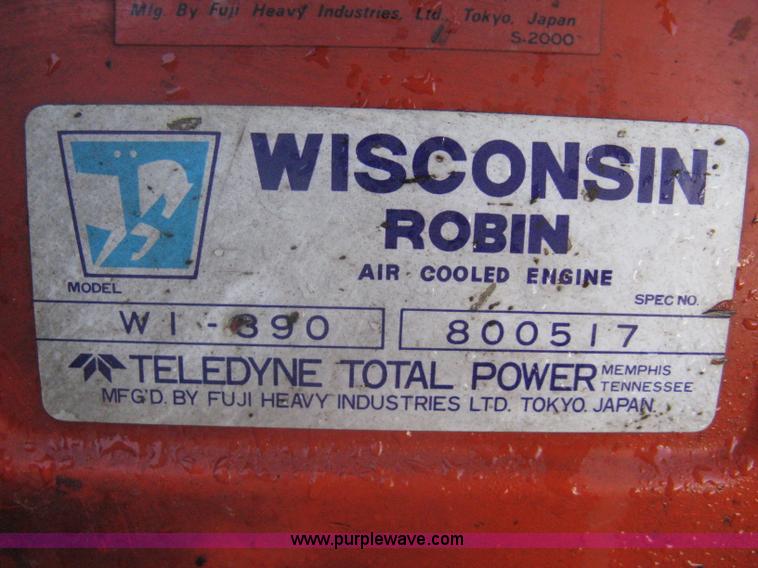 Mfg. By Fuji Heavy Industries, Ltd. Tokyo, Japan
S-2000
WISCONSIN
ROBIN
AIR COOLED ENGINE
MODEL
SPEC NO.
W1-390
800517
TELEDYNE TOTAL POWER MEMPHIS TENNESSEE
MFG'D. BY FUJI HEAVY INDUSTRIES LTD. TOKYO. JAPAN.
www.purplewave.com